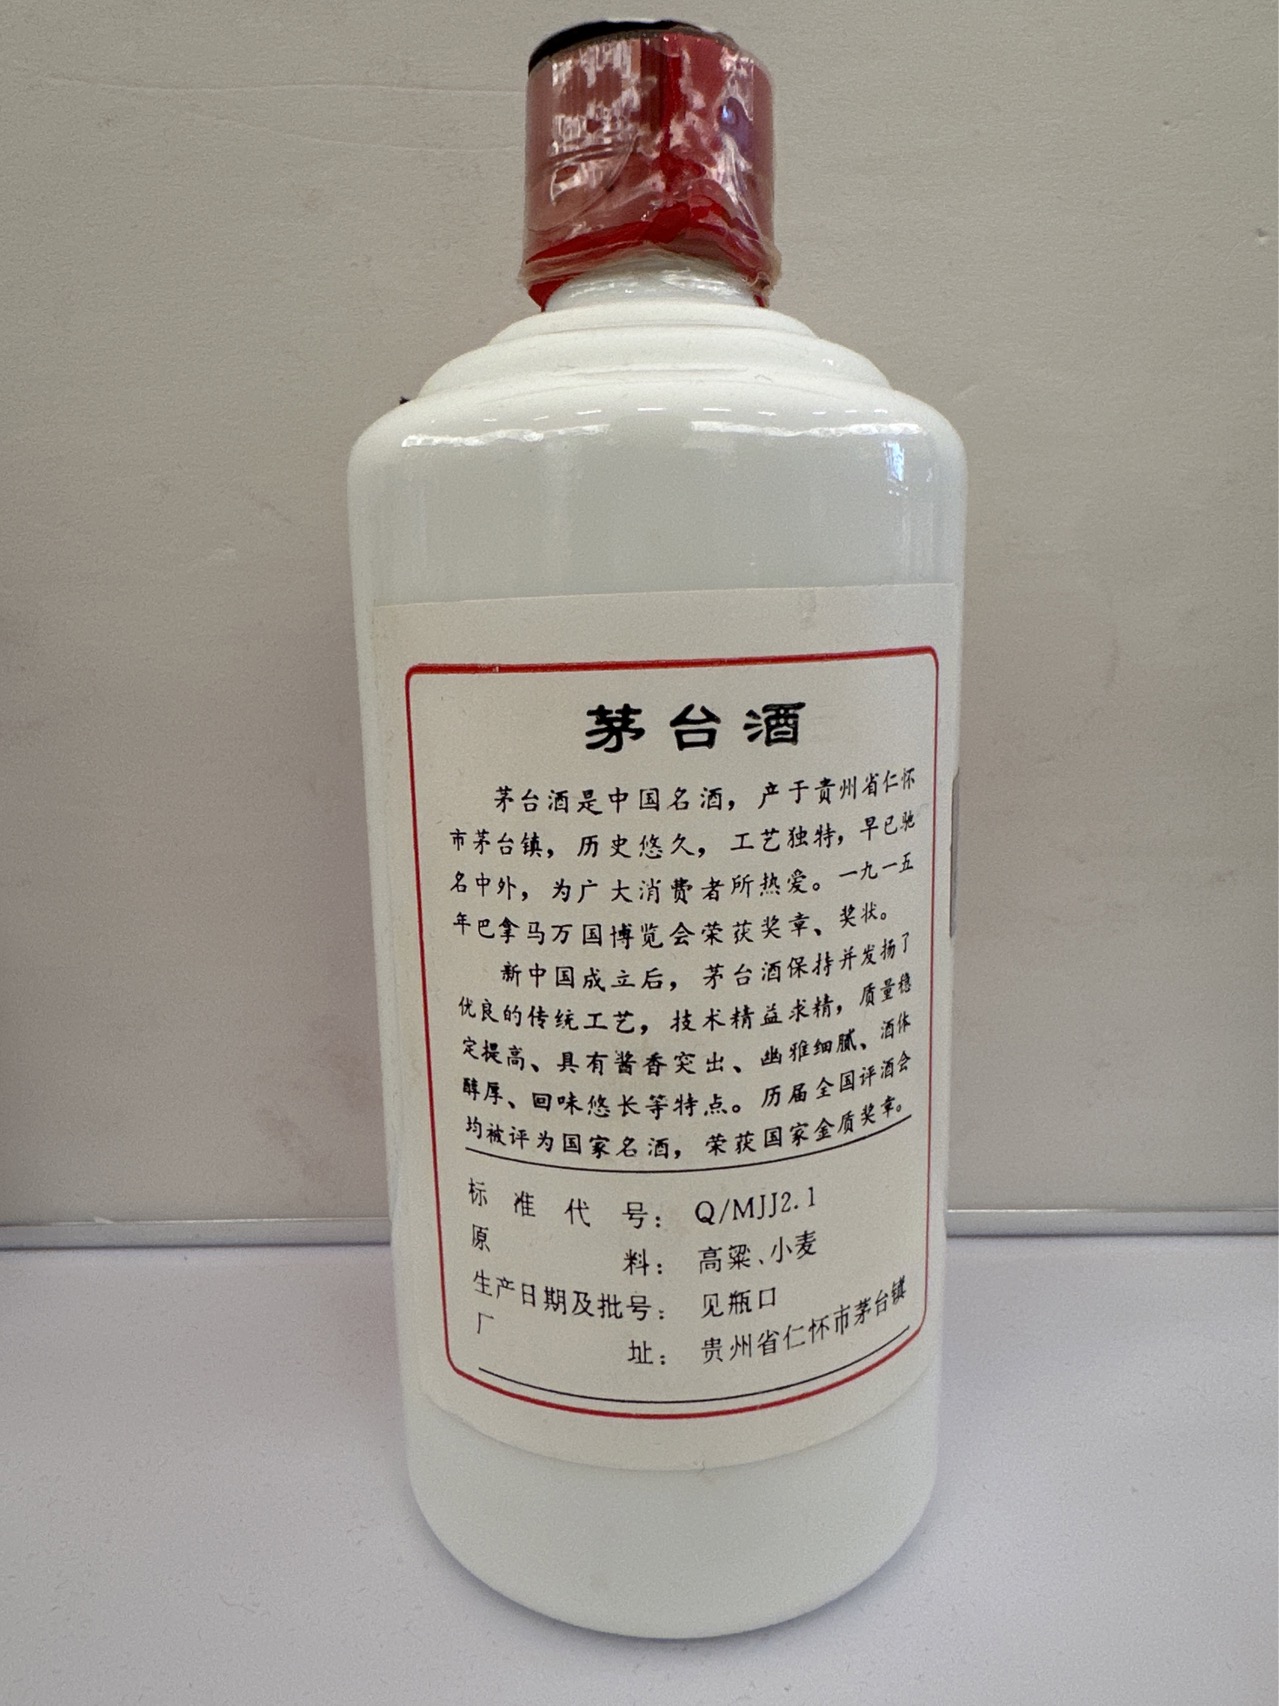 茅台酒
茅台酒是中国名酒，产于贵州省仁怀
市茅台镇，历史悠久，工艺独特，早已驰
名中外，为广大消费者所热爱。一九一五
年巴拿马万国博览会荣获奖章、奖状。
新中国成立后，茅台酒保持并发扬了
优良的传统工艺，技术精益求精，质量稳
定提高、具有酱香突出、幽雅细腻、酒体
醇厚、回味悠长等特点。历届全国评酒会
均被评为国家名酒，荣获国家金质奖章。
标准代号：Q/MJJ2.1
原料：高粱、小麦
生产日期及批号：见瓶口
厂址：贵州省仁怀市茅台镇